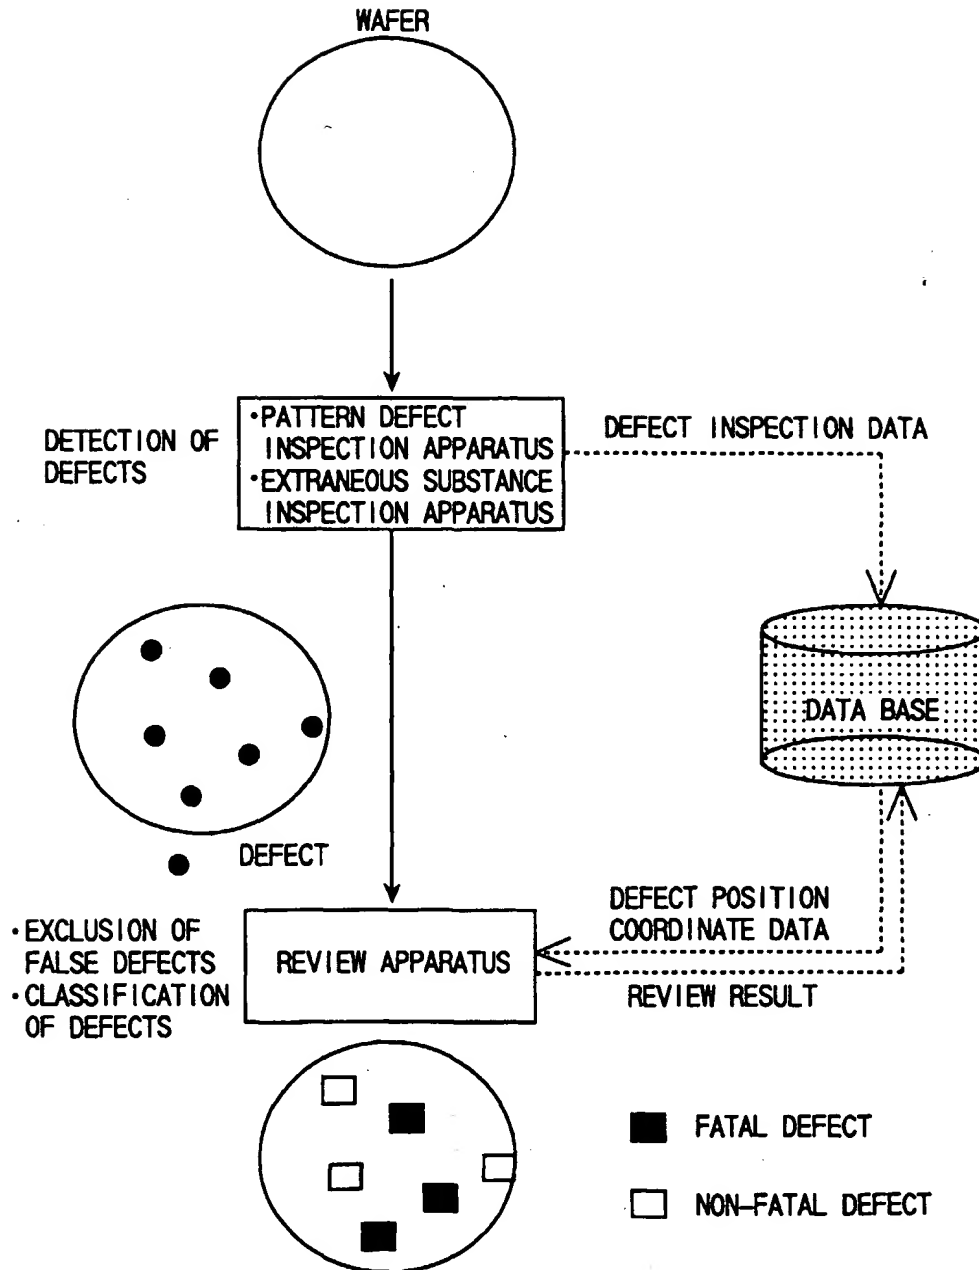 WAFER
DETECTION OF
DEFECTS
・PATTERN DEFECT
INSPECTION APPARATUS
・EXTRANEOUS SUBSTANCE
INSPECTION APPARATUS
DEFECT INSPECTION DATA
DATA BASE
DEFECT
・EXCLUSION OF
FALSE DEFECTS
・CLASSIFICATION
OF DEFECTS
REVIEW APPARATUS
DEFECT POSITION
COORDINATE DATA
REVIEW RESULT
FATAL DEFECT
NON-FATAL DEFECT